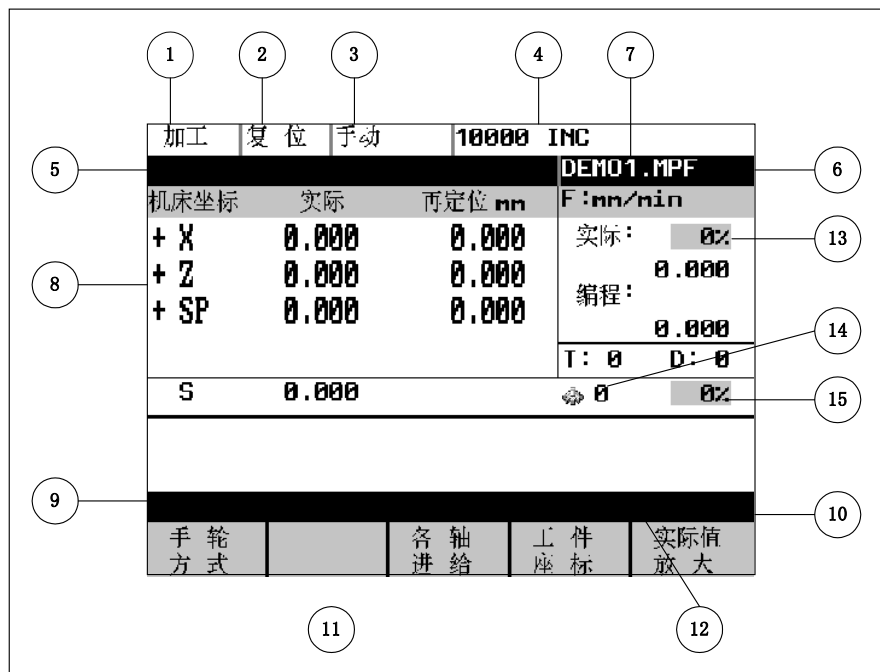 1 2 3 4 7
加工 复 位 手动 10000 INC
5 DEMO1.MPF 6
机床坐标 实际 再定位 mm F:mm/min
+ X 0.000 0.000 实际: 0% 13
+ Z 0.000 0.000 0.000
8 编程:
+ SP 0.000 0.000
0.000 14
T: 0 D: 0
S 0.000 0 0% 15
9 10
手 轮 各 轴 工 件 实际值
方 式 进 给 座 标 放 大
11 12